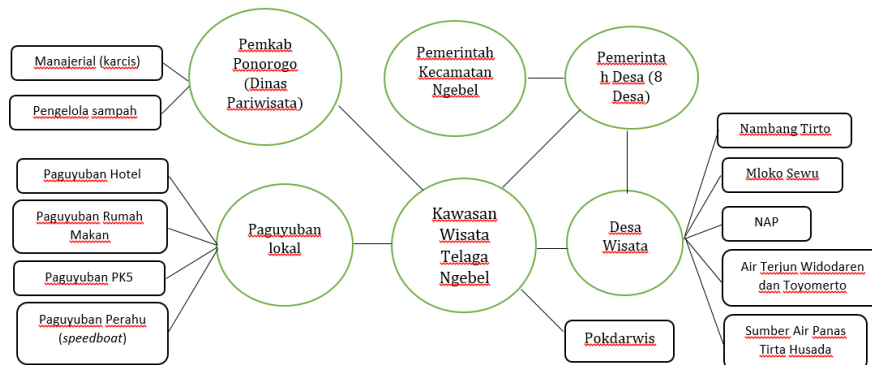 Manajerial (karcis)
Pengelola sampah
Pemkab
Ponorogo
(Dinas
Pariwisata)
Pemerintah
Kecamatan
Ngebel
Pemerinta
h Desa (8
Desa)
Paguyuban Hotel
Paguyuban Rumah
Makan
Paguyuban PK5
Paguyuban Perahu
(speedboat)
Paguyuban
lokal
Kawasan
Wisata
Telaga
Ngebel
Desa
Wisata
Nambang Tirto
Mloko Sewu
NAP
Air Terjun Widodaren
dan Toyomerto
Sumber Air Panas
Tirta Husada
Pokdarwis